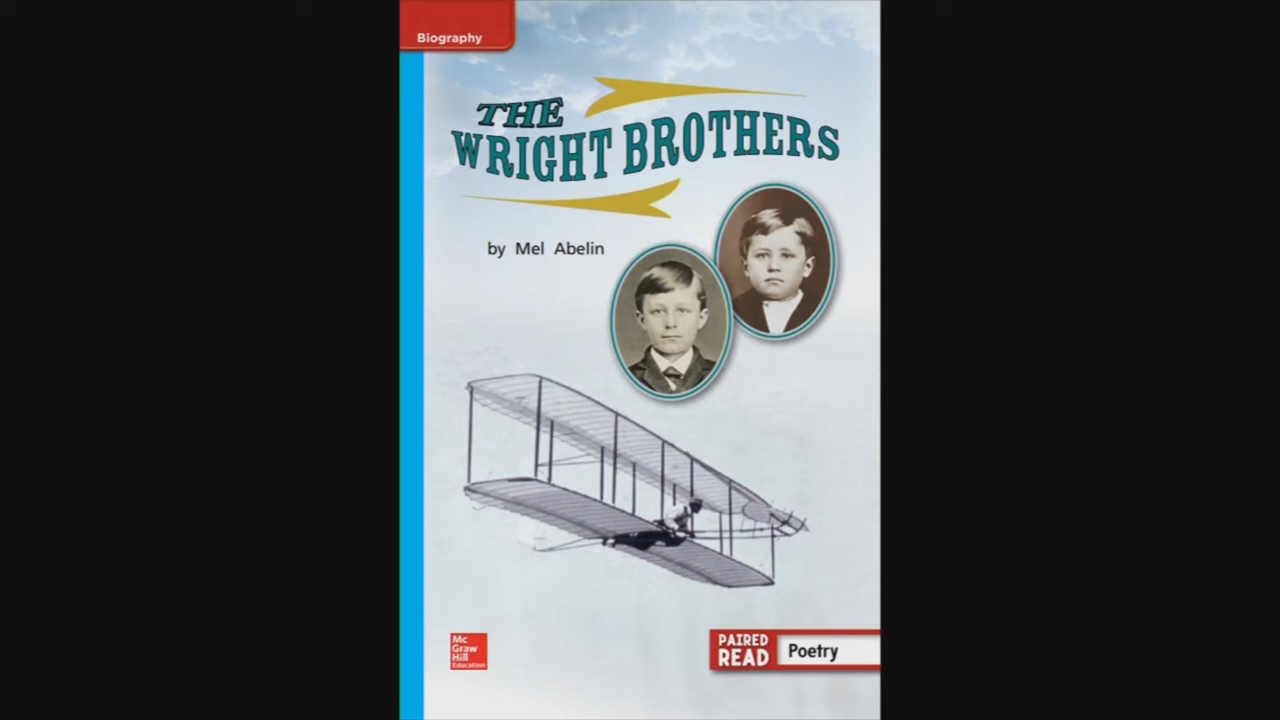 Biography
THE
WRIGHT BROTHERS
by Mel Abelin
Mc
Graw
Hill
Education
PAIRED
READ
Poetry